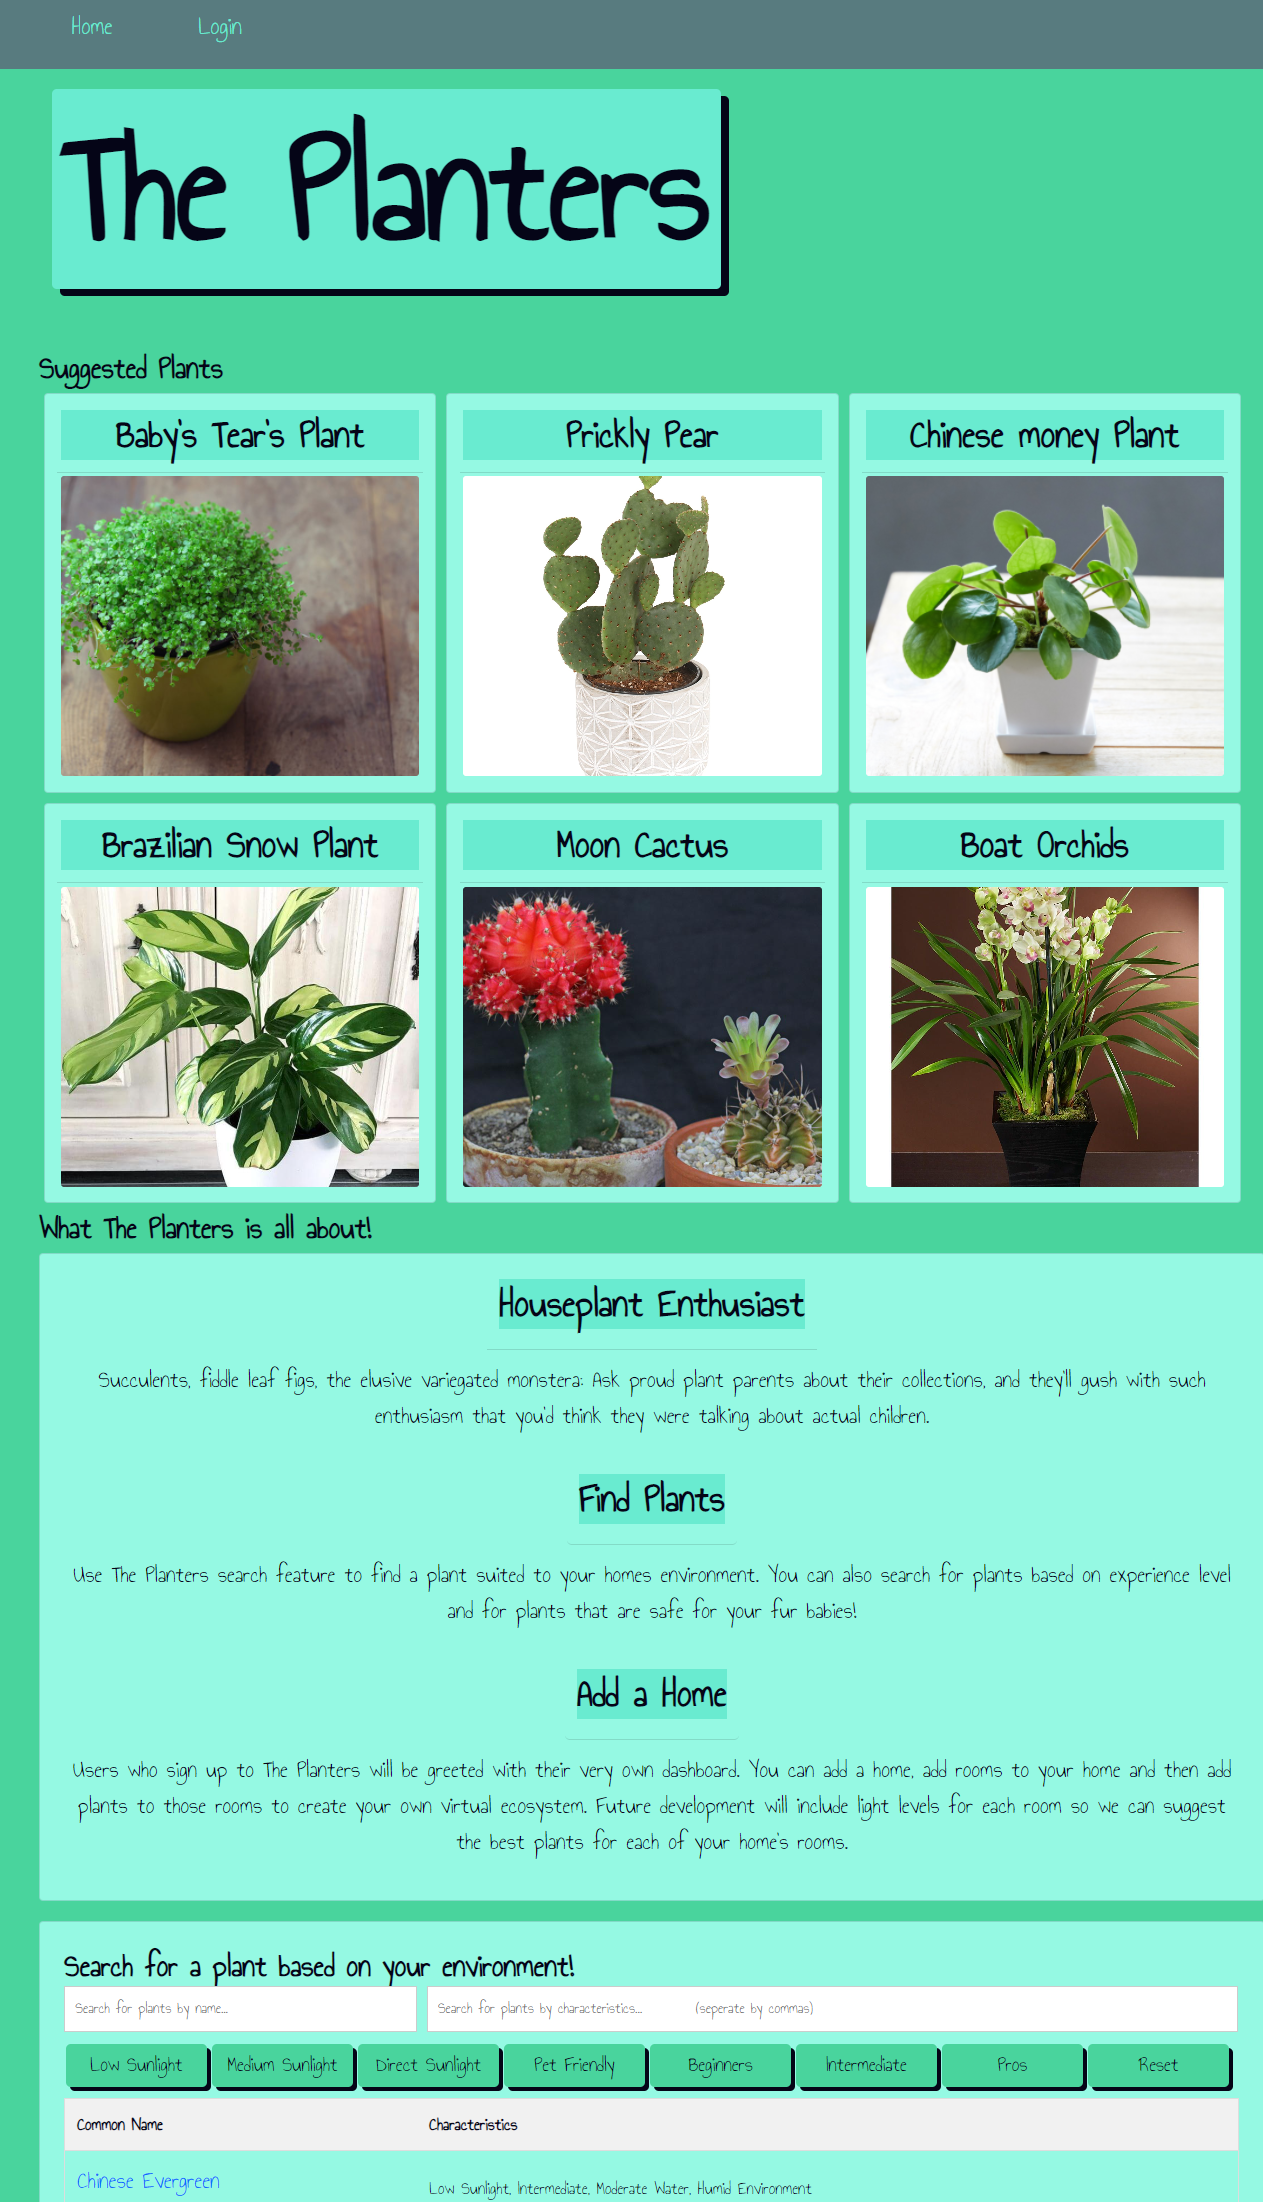 Home Login
The Planters
Suggested Plants
Baby's Tear's Plant Prickly Pear Chinese money Plant
Brazilian Snow Plant Moon Cactus Boat Orchids
What The Planters is all about!
Houseplant Enthusiast
Succulents, fiddle leaf figs, the elusive variegated monstera: Ask proud plant parents about their collections, and they'll gush with such
enthusiasm that you'd think they were talking about actual children.
Find Plants
Use The Planters search feature to find a plant suited to your homes environment. You can also search for plants based on experience level
and for plants that are safe for your fur babies!
Add a Home
Users who sign up to The Planters will be greeted with their very own dashboard. You can add a home, add rooms to your home and then add
plants to those rooms to create your own virtual ecosystem. Future development will include light levels for each room so we can suggest
the best plants for each of your home's rooms.
Search for a plant based on your environment!
Search for plants by name... Search for plants by characteristics... (seperate by commas)
Low Sunlight Medium Sunlight Direct Sunlight Pet Friendly Beginners Intermediate Pros Reset
Common Name Characteristics
Chinese Evergreen Low Sunlight, Intermediate, Moderate Water, Humid Environment